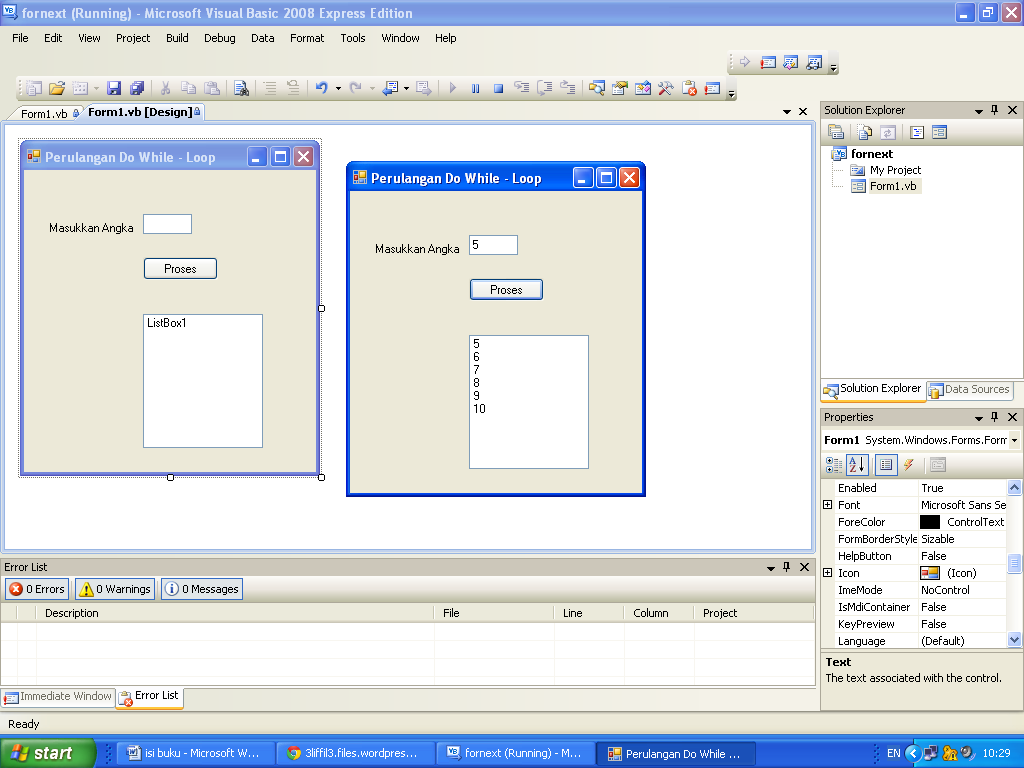 fornext (Running) - Microsoft Visual Basic 2008 Express Edition
File Edit View Project Build Debug Data Format Tools Window Help
Form1.vb Form1.vb [Design]
Perulangan Do While - Loop
Masukkan Angka
Proses
ListBox1
Perulangan Do While - Loop
Masukkan Angka 5
Proses
5
6
7
8
9
10
Solution Explorer
fornext
My Project
Form1.vb
Solution Explorer Data Sources
Properties
Form1 System.Windows.Forms.Form
Enabled True
Font Microsoft Sans Se
ForeColor ControlText
FormBorderStyle Sizable
HelpButton False
Icon (Icon)
ImeMode NoControl
IsMdiContainer False
KeyPreview False
Language (Default)
Text
The text associated with the control.
Error List
0 Errors 0 Warnings 0 Messages
Description File Line Column Project
Immediate Window Error List
Ready
start isi buku - Microsoft W... 3liffil3.files.wordpres... fornext (Running) - M... Perulangan Do While ... EN 10:29